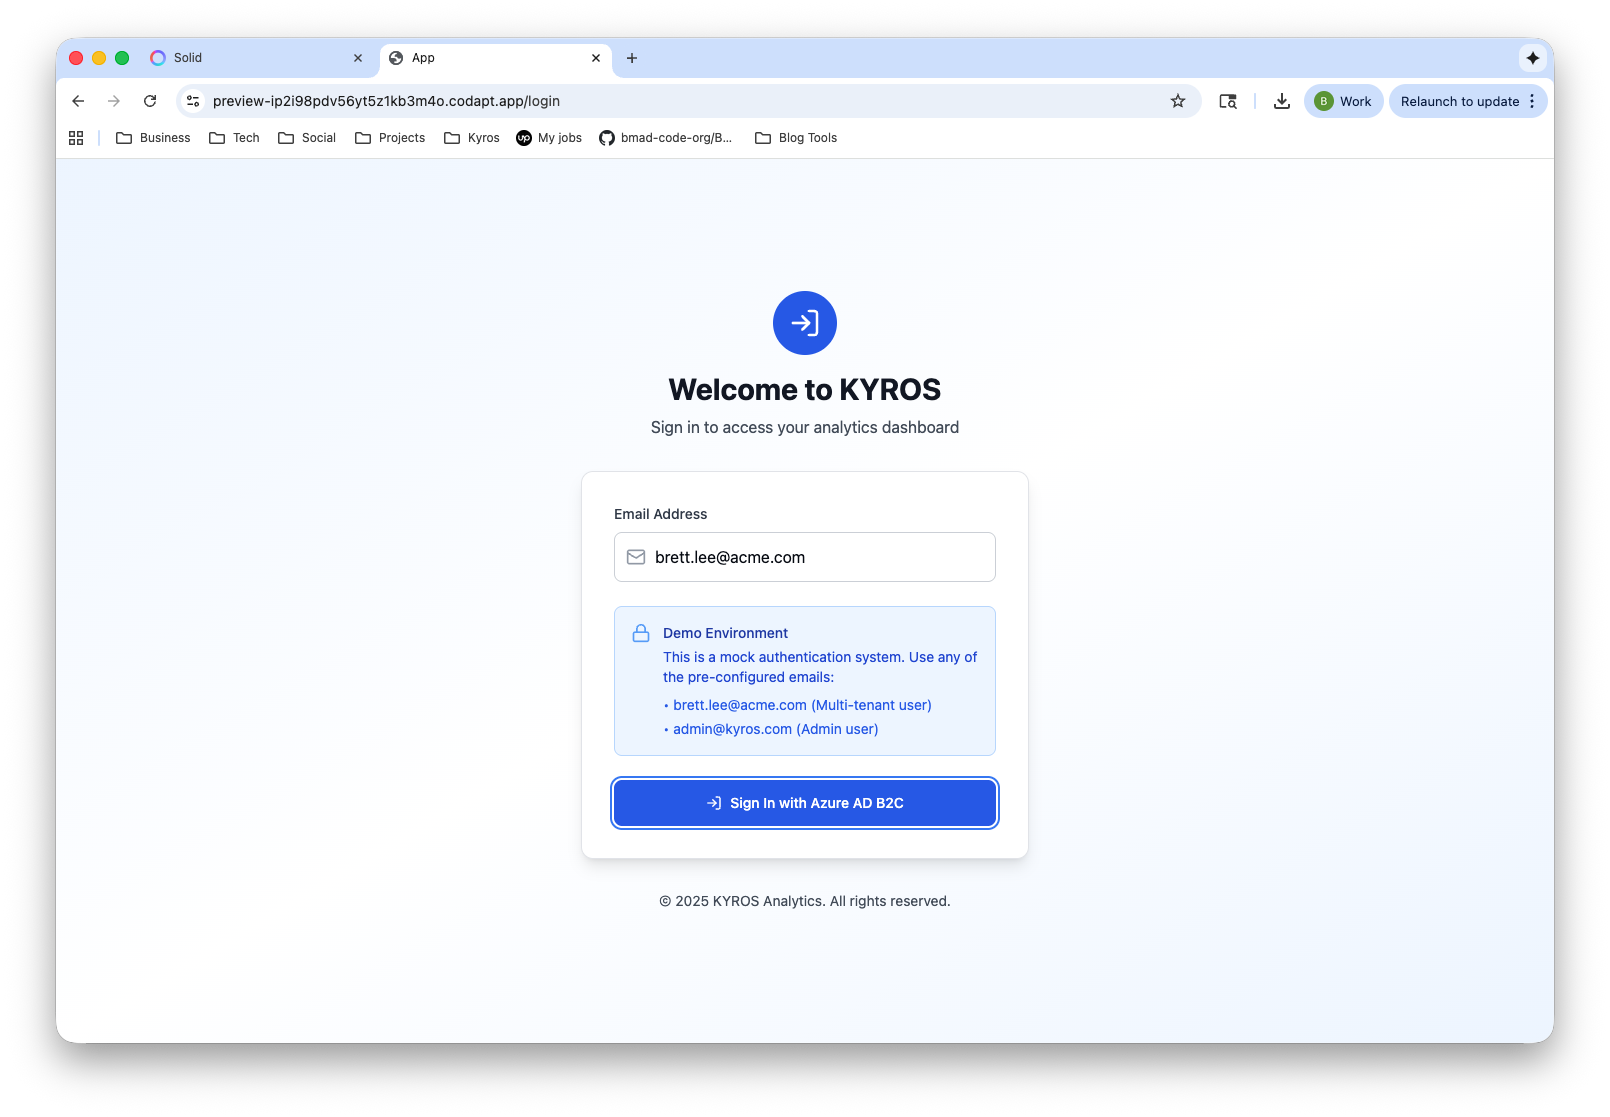 Solid
App
preview-ip2i98pdv56yt5z1kb3m4o.codapt.app/login
B Work
Relaunch to update
Business
Tech
Social
Projects
Kyros
up My jobs
bmad-code-org/B...
Blog Tools
Welcome to KYROS
Sign in to access your analytics dashboard
Email Address
brett.lee@acme.com
Demo Environment
This is a mock authentication system. Use any of
the pre-configured emails:
• brett.lee@acme.com (Multi-tenant user)
• admin@kyros.com (Admin user)
Sign In with Azure AD B2C
© 2025 KYROS Analytics. All rights reserved.